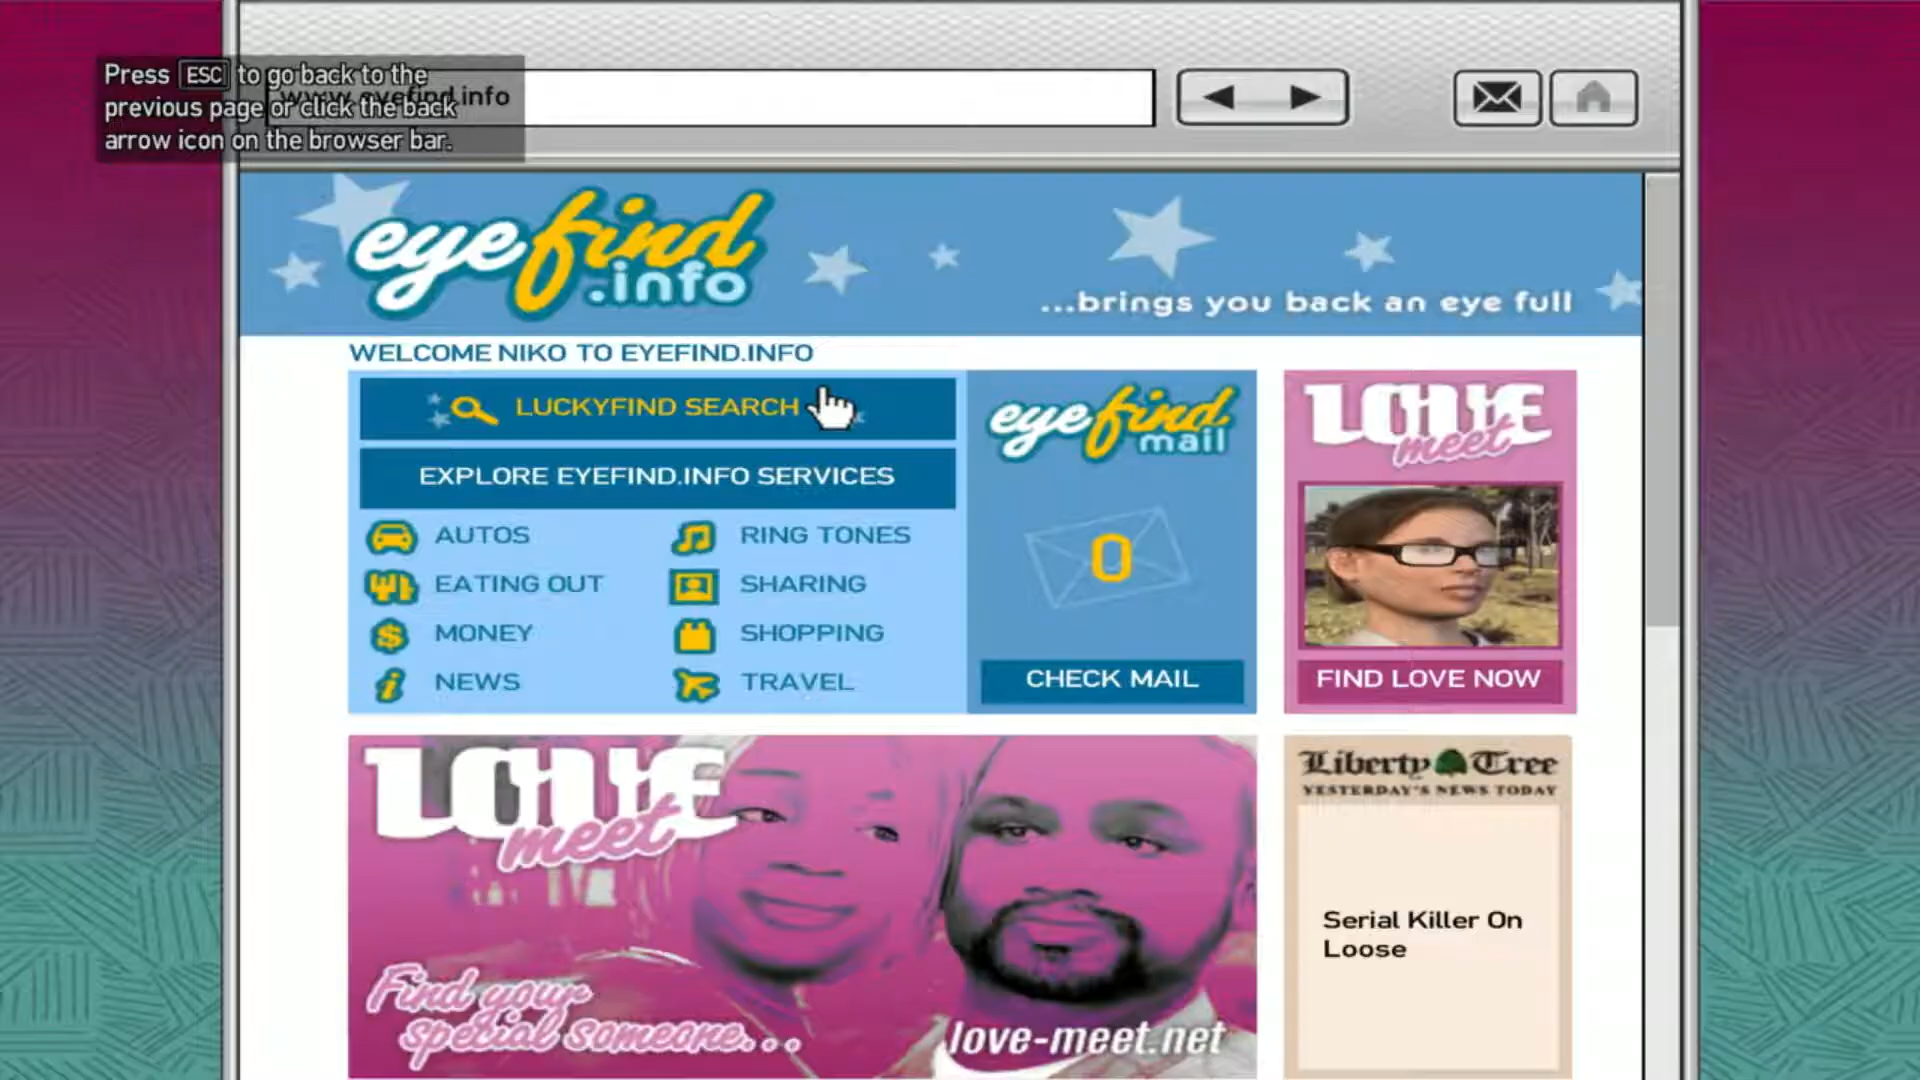 Press ESC to go back to the
previous page or click the back
arrow icon on the browser bar.
www.eyefind.info
eyefind
.info
...brings you back an eye full
WELCOME NIKO TO EYEFIND.INFO
LUCKYFIND SEARCH
EXPLORE EYEFIND.INFO SERVICES
AUTOS
RING TONES
EATING OUT
SHARING
MONEY
SHOPPING
NEWS
TRAVEL
eyefind
mail
0
CHECK MAIL
LOVE
meet
FIND LOVE NOW
LOVE
meet
Find your
special someone...
love-meet.net
Liberty Tree
YESTERDAY'S NEWS TODAY
Serial Killer On
Loose